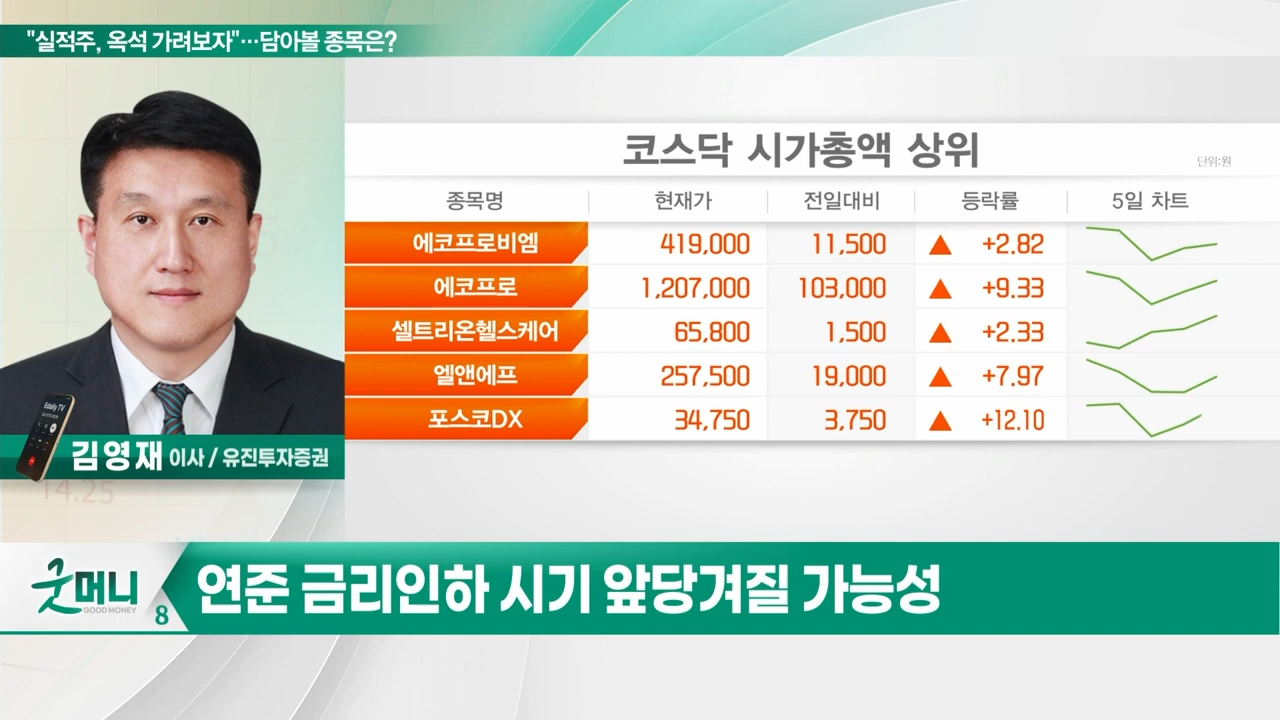 "실적주, 옥석 가려보자"…담아볼 종목은?
코스닥 시가총액 상위
단위:원
종목명 현재가 전일대비 등락률 5일 차트
에코프로비엠 419,000 11,500 ▲ +2.82
에코프로 1,207,000 103,000 ▲ +9.33
셀트리온헬스케어 65,800 1,500 ▲ +2.33
엘앤에프 257,500 19,000 ▲ +7.97
포스코DX 34,750 3,750 ▲ +12.10
Edaily TV
김영재 이사 / 유진투자증권
14.25
굿머니 GOOD MONEY 8
연준 금리인하 시기 앞당겨질 가능성